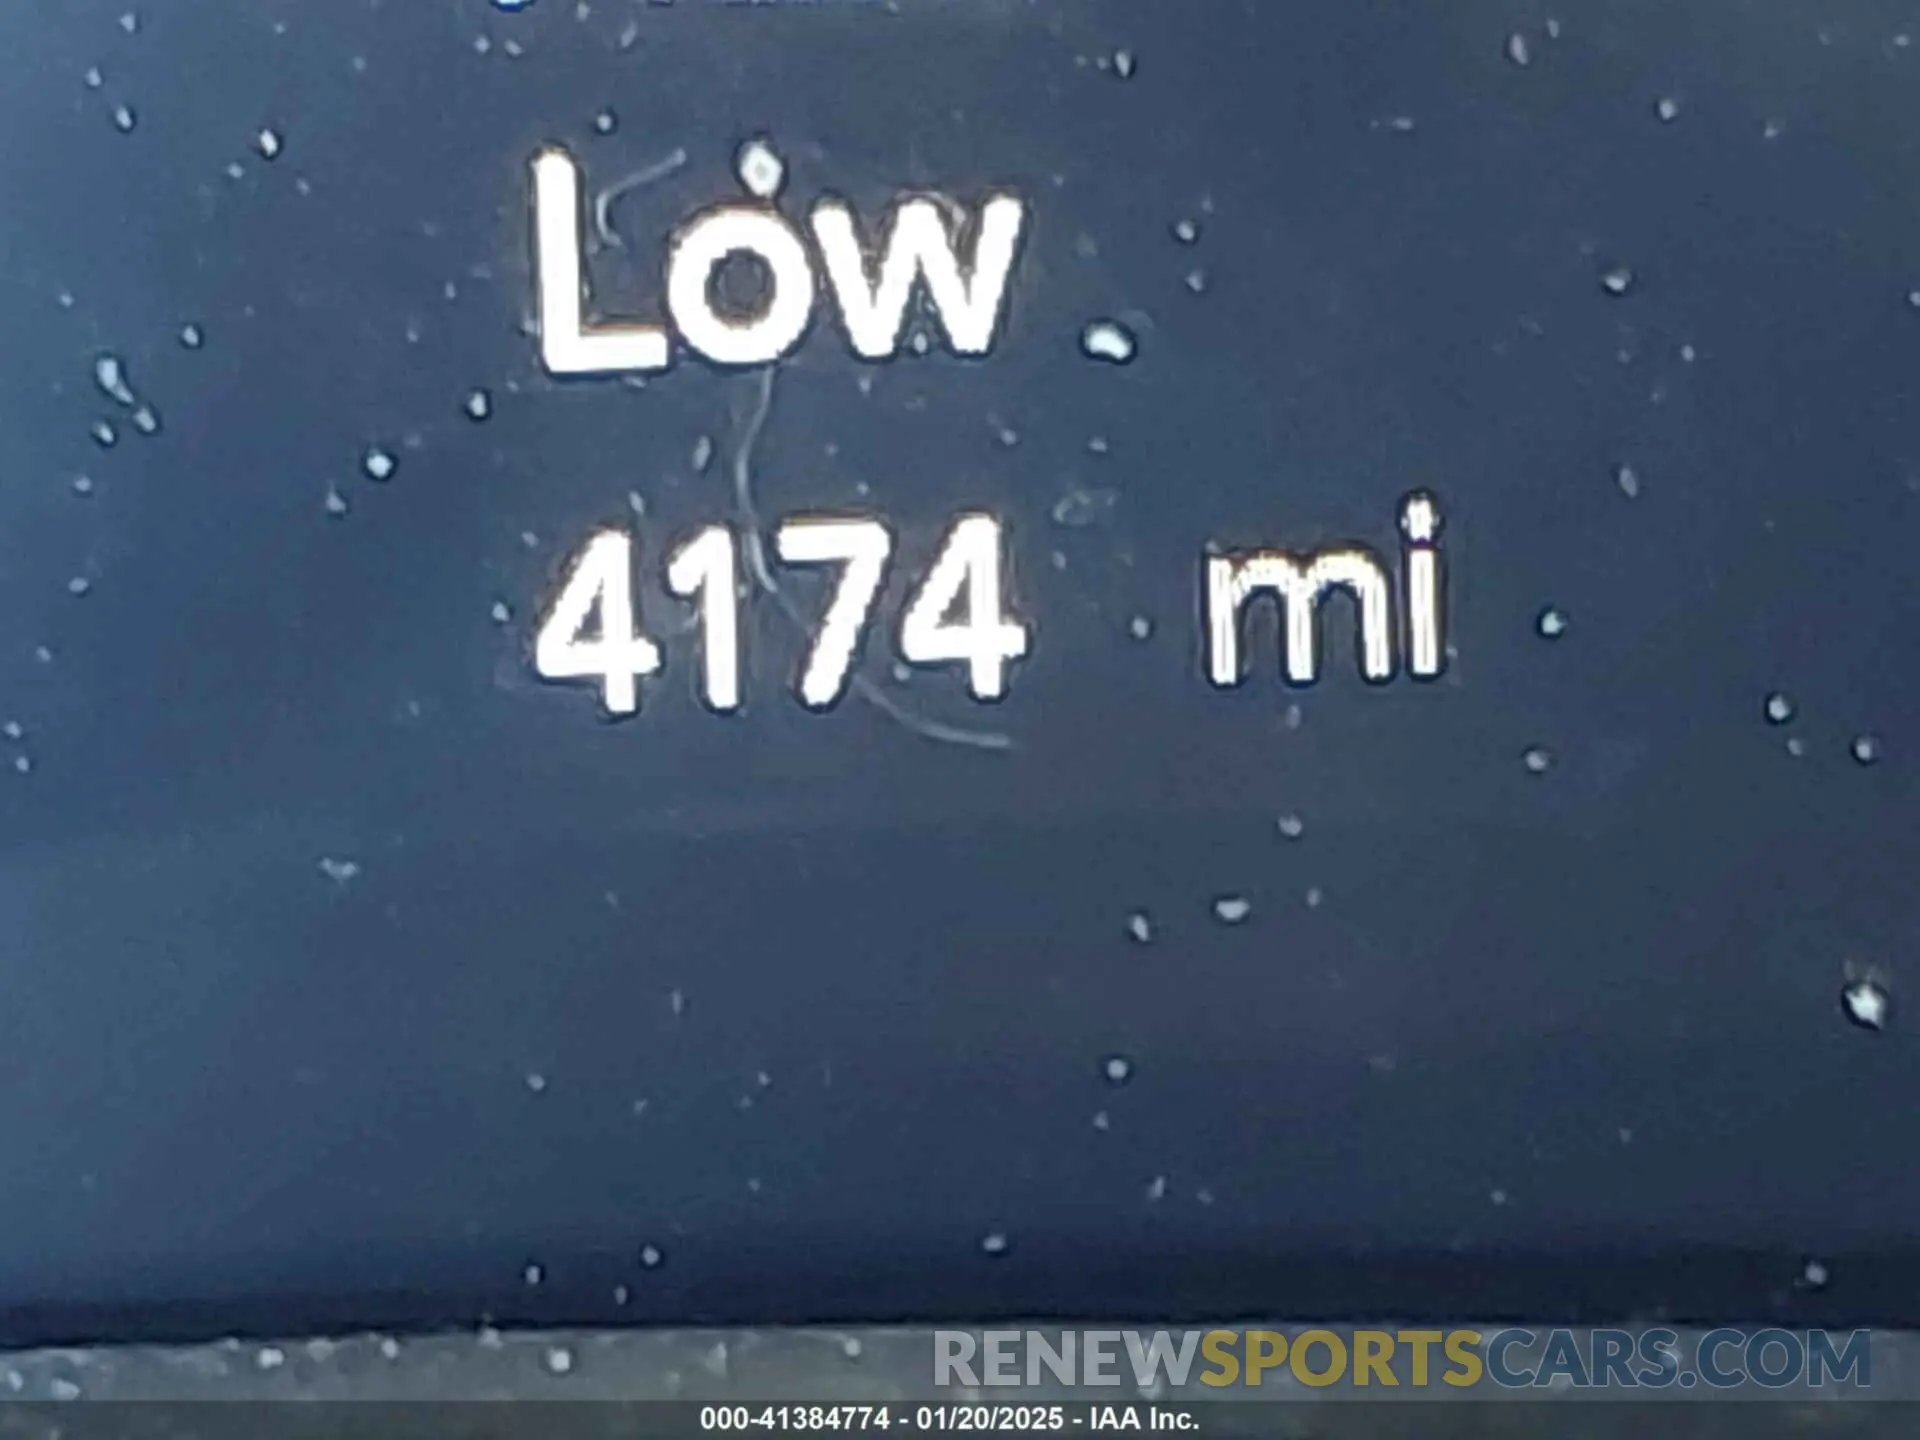 Low
4174 mi
RENEWSPORTSCARS.COM
000-41384774 - 01/20/2025 - IAA Inc.